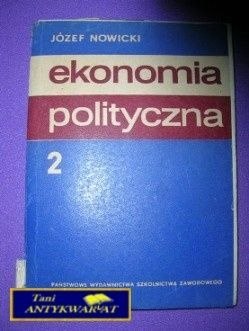 JÓZEF NOWICKI
ekonomia
polityczna
2
PAŃSTWOWE WYDAWNICTWA SZKOLNICTWA ZAWODOWEGO
Tani
ANTYKWARIAT